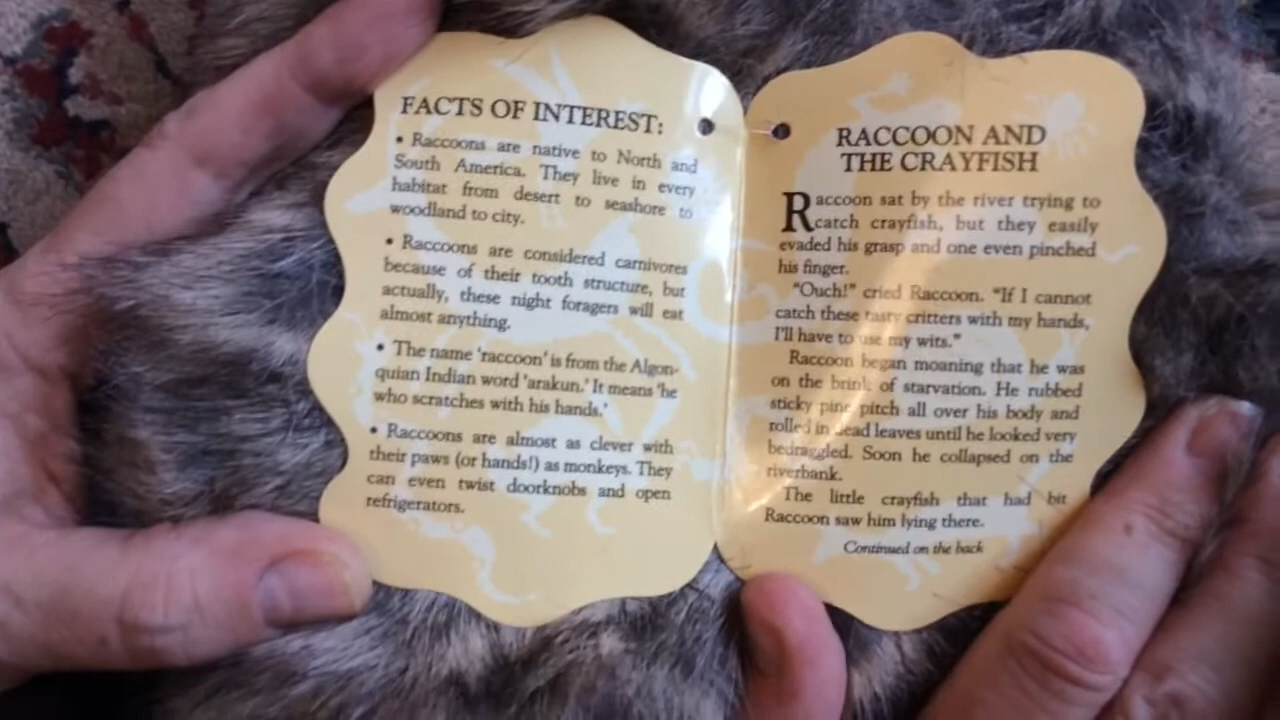 FACTS OF INTEREST:
• Raccoons are native to North and
South America. They live in every
habitat from desert to seashore to
woodland to city.
• Raccoons are considered carnivores
because of their tooth structure, but
actually, these night foragers will eat
almost anything.
• The name 'raccoon' is from the Algon-
quian Indian word 'arakun.' It means 'he
who scratches with his hands.'
• Raccoons are almost as clever with
their paws (or hands!) as monkeys. They
can even twist doorknobs and open
refrigerators.
RACCOON AND
THE CRAYFISH
Raccoon sat by the river trying to
catch crayfish, but they easily
evaded his grasp and one even pinched
his finger.
"Ouch!" cried Raccoon. "If I cannot
catch these tasty critters with my hands,
I'll have to use my wits."
Raccoon began moaning that he was
on the brink of starvation. He rubbed
sticky pine pitch all over his body and
rolled in dead leaves until he looked very
bedraggled. Soon he collapsed on the
riverbank.
The little crayfish that had bit
Raccoon saw him lying there.
Continued on the back